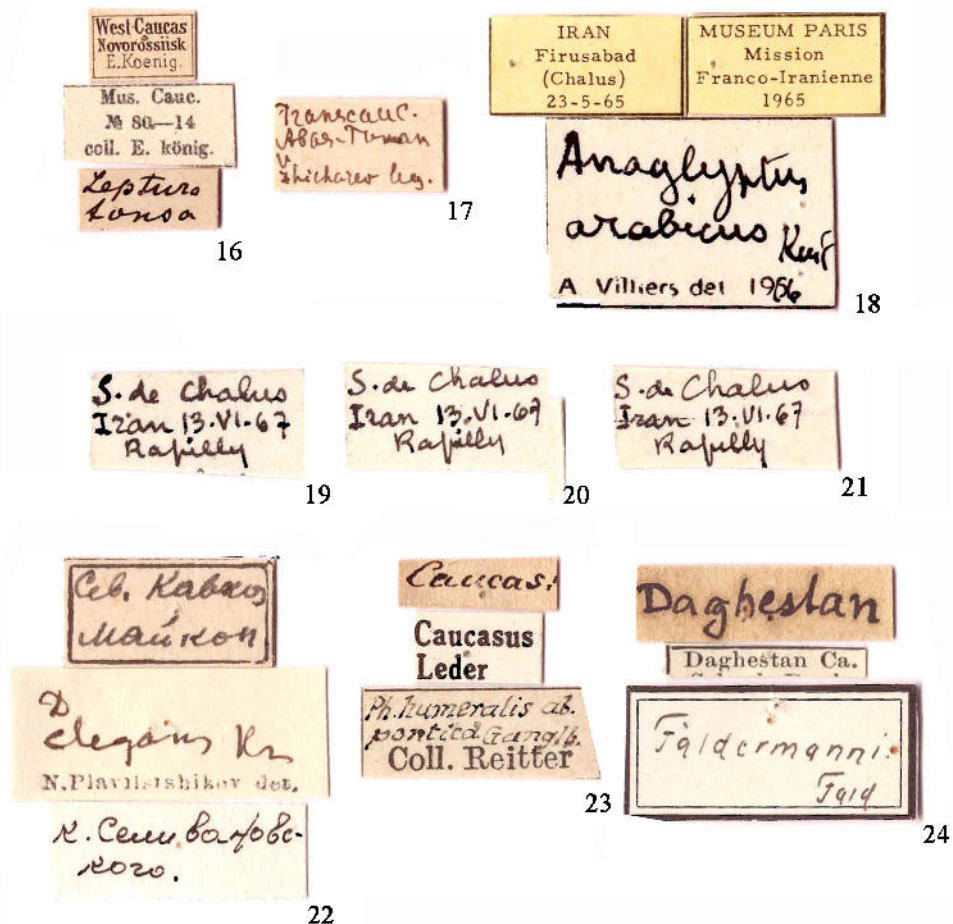 West-Caucas
Novorossiisk
E.Koenig.
Mus. Cauc.
№ 80—14
coll. E. könig.
Leptura
tonsa
16
Transcauc.
Abas-Tuman
leg.
17
IRAN
Firusabad
(Chalus)
23-5-65
MUSEUM PARIS
Mission
Franco-Iranienne
1965
Anaglyptus
arabicus
A Villiers det 1966
18
S. de Chalus
Iran 13.VI.67
Rapilly
19
S. de Chalus
Iran 13.VI.67
Rapilly
20
S. de Chalus
Iran 13.VI.67
Rapilly
21
Сев. Кавказ
Майкоп
D
elegans Kr
N.Plavilstshikov det.
к. Селивановс-
кого.
22
Caucas.
Caucasus
Leder
Ph. humeralis ab.
pontica Ganglb.
Coll. Reitter
23
Daghestan
Daghestan Ca.
Faldermanni
Fald
24